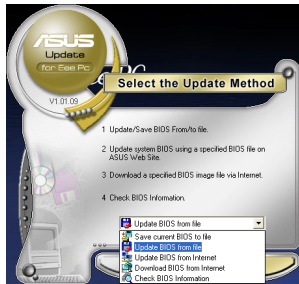 ASUS
Update
for Eee Pc
V1.01.09
PC
Select the Update Method
1 Update/Save BIOS From/to file.
2 Update system BIOS using a specified BIOS file on
ASUS Web Site.
3 Download a specified BIOS image file via Internet.
4 Check BIOS Information.
Update BIOS from file
Save current BIOS to file
Update BIOS from file
Update BIOS from Internet
Download BIOS from Internet
Check BIOS Information